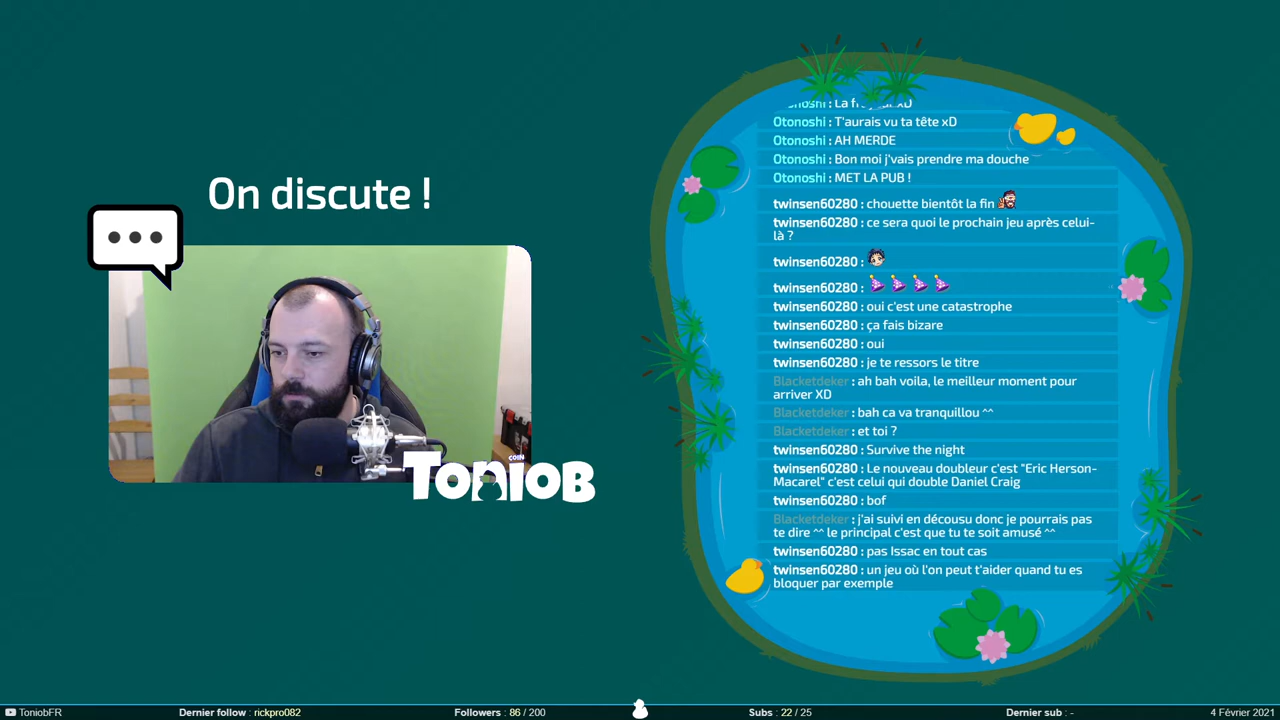 On discute !
COIN
TONIOB
Otonoshi :
Otonoshi : T'aurais vu ta tête xD
Otonoshi : AH MERDE
Otonoshi : Bon moi j'vais prendre ma douche
Otonoshi : MET LA PUB !
twinsen60280 : chouette bientôt la fin
twinsen60280 : ce sera quoi le prochain jeu après celui-
là ?
twinsen60280 :
twinsen60280 :
twinsen60280 : oui c'est une catastrophe
twinsen60280 : ça fais bizare
twinsen60280 : oui
twinsen60280 : je te ressors le titre
Blacketdeker : ah bah voila, le meilleur moment pour
arriver XD
Blacketdeker : bah ca va tranquillou ^^
Blacketdeker : et toi ?
twinsen60280 : Survive the night
twinsen60280 : Le nouveau doubleur c'est "Eric Herson-
Macarel" c'est celui qui double Daniel Craig
twinsen60280 : bof
Blacketdeker : j'ai suivi en décousu donc je pourrais pas
te dire ^^ le principal c'est que tu te soit amusé ^^
twinsen60280 : pas Issac en tout cas
twinsen60280 : un jeu où l'on peut t'aider quand tu es
bloquer par exemple
ToniobFR
Dernier follow : rickpro082
Followers : 86 / 200
Subs : 22 / 25
Dernier sub : -
4 Février 2021